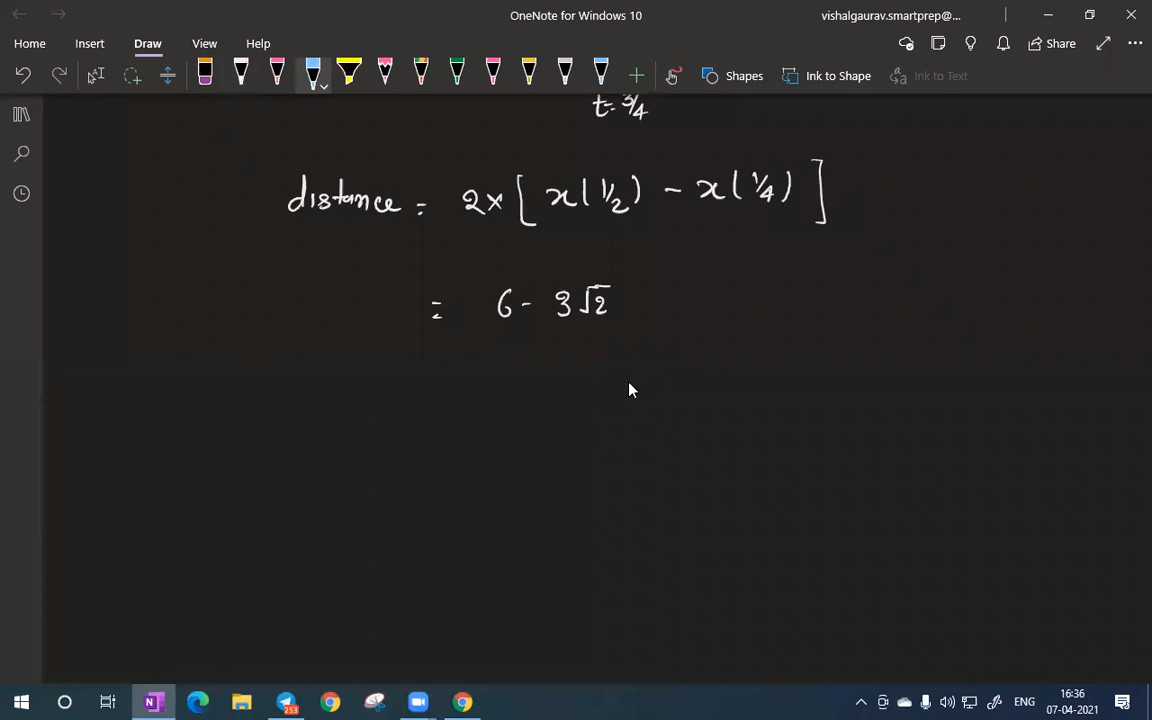 OneNote for Windows 10
vishalgaurav.smartprep@...
Home Insert Draw View Help
Share
Shapes Ink to Shape Ink to Text
t = 3/4
distance = 2 × [ x(1/2) - x(1/4) ]
= 6 - 3√2
253
ENG
16:36
07-04-2021